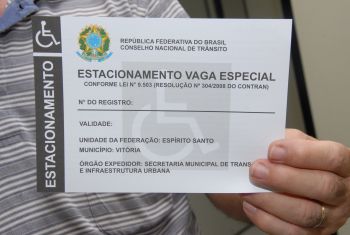 ESTACIONAMENTO
REPÚBLICA FEDERATIVA DO BRASIL
CONSELHO NACIONAL DE TRÂNSITO
ESTACIONAMENTO VAGA ESPECIAL
CONFORME LEI Nº 9.503 (RESOLUÇÃO Nº 304/2008 DO CONTRAN)
N° DO REGISTRO:
VALIDADE:
UNIDADE DA FEDERAÇÃO: ESPÍRITO SANTO
MUNICÍPIO: VITÓRIA
ÓRGÃO EXPEDIDOR: SECRETARIA MUNICIPAL DE TRANS
E INFRAESTRUTURA URBANA